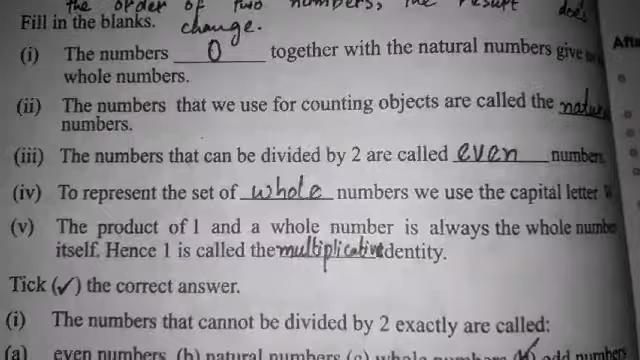 the order of two numbers, the result does
Fill in the blanks. change.
(i) The numbers 0 together with the natural numbers give
whole numbers.
(ii) The numbers that we use for counting objects are called the natu
numbers.
(iii) The numbers that can be divided by 2 are called even number
(iv) To represent the set of whole numbers we use the capital letter W
(v) The product of 1 and a whole number is always the whole numbe
itself. Hence 1 is called the multiplicative identity.
Tick (✓) the correct answer.
(i) The numbers that cannot be divided by 2 exactly are called:
(a) even numbers (b) natural numbers (c) whole numbers ✓ odd numbers